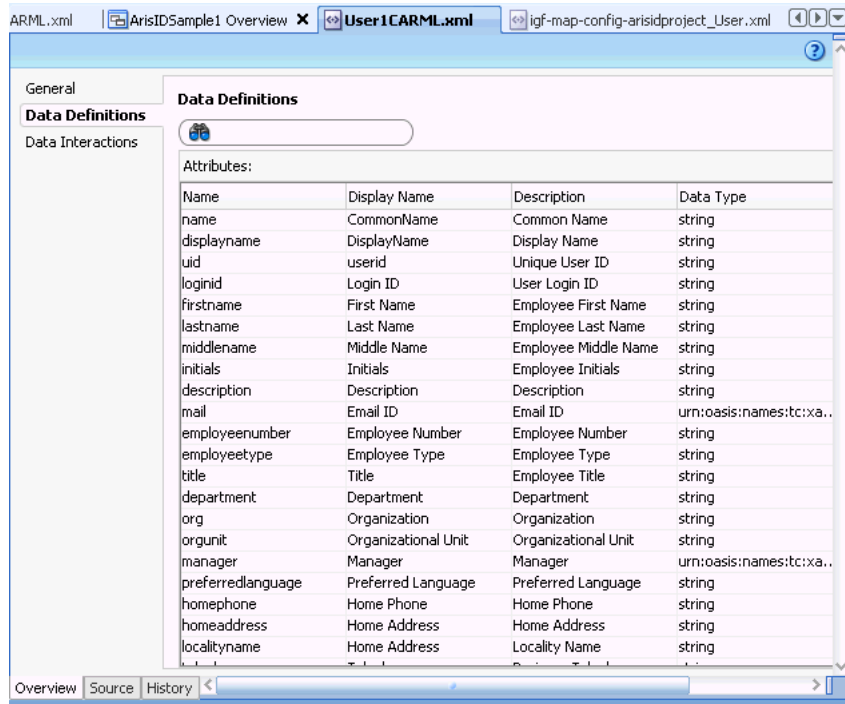 ARML.xml ArisIDSample1 Overview User1CARML.xml igf-map-config-arisidproject_User.xml
General
Data Definitions
Data Interactions
Data Definitions
Attributes:
Name Display Name Description Data Type
name CommonName Common Name string
displayname DisplayName Display Name string
uid userid Unique User ID string
loginid Login ID User Login ID string
firstname First Name Employee First Name string
lastname Last Name Employee Last Name string
middlename Middle Name Employee Middle Name string
initials Initials Employee Initials string
description Description Description string
mail Email ID Email ID urn:oasis:names:tc:xa..
employeenumber Employee Number Employee Number string
employeetype Employee Type Employee Type string
title Title Employee Title string
department Department Department string
org Organization Organization string
orgunit Organizational Unit Organizational Unit string
manager Manager Manager urn:oasis:names:tc:xa..
preferredlanguage Preferred Language Preferred Language string
homephone Home Phone Home Phone string
homeaddress Home Address Home Address string
localityname Home Address Locality Name string
Overview Source History